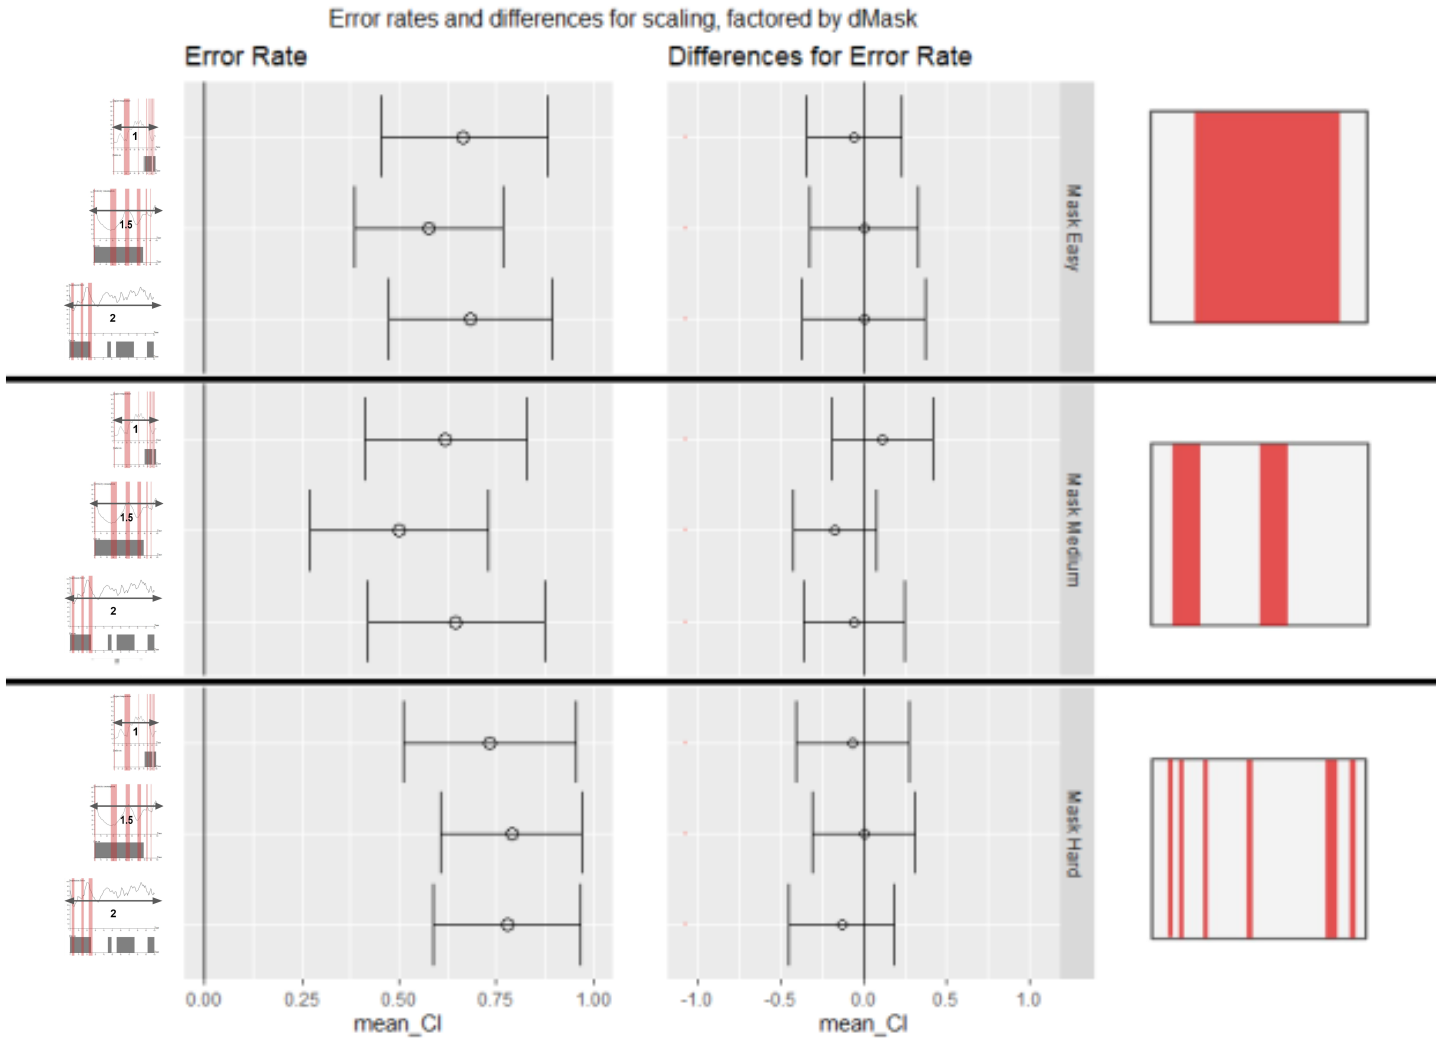 Error rates and differences for scaling, factored by dMask
Error Rate
Differences for Error Rate
1
1.5
2
Mask Easy
1
1.5
2
Mask Medium
1
1.5
2
Mask Hard
0.00 0.25 0.50 0.75 1.00
-1.0 -0.5 0.0 0.5 1.0
mean_CI
mean_CI